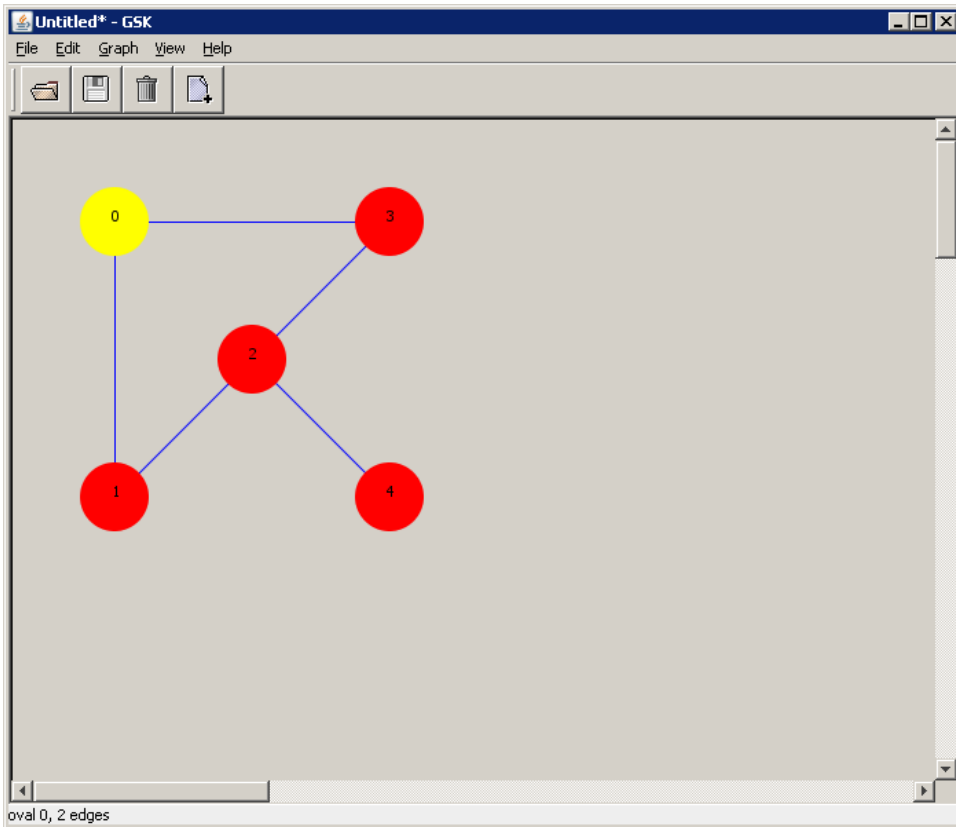 Untitled* - GSK
File Edit Graph View Help
0 3
2
1 4
oval 0, 2 edges